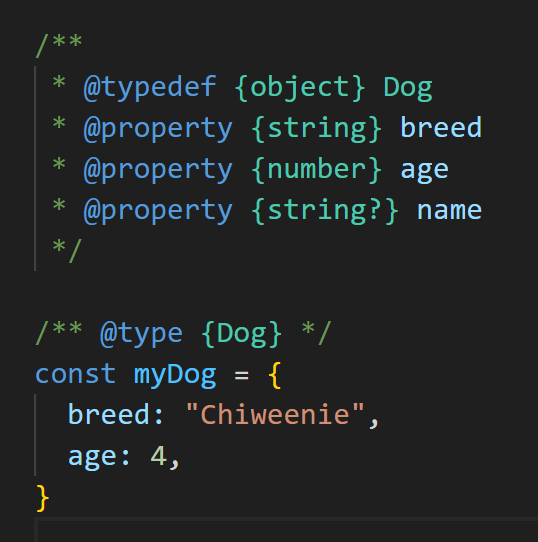 /**
 * @typedef {object} Dog
 * @property {string} breed
 * @property {number} age
 * @property {string?} name
 */
/** @type {Dog} */
const myDog = {
  breed: "Chiweenie",
  age: 4,
}